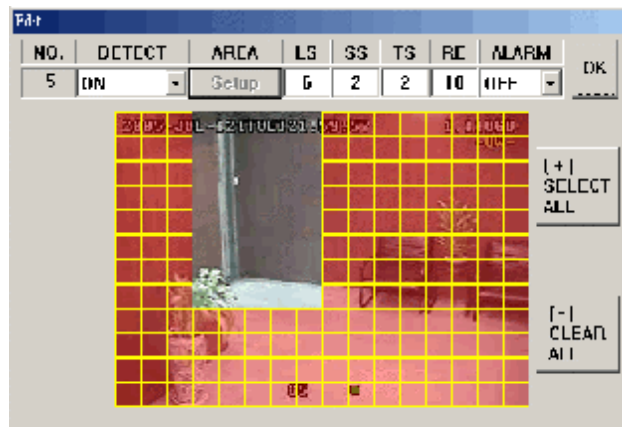 Edit
NO. DETECT AREA LS SS TS RE ALARM
5 ON Setup 6 2 2 10 OFF
OK
[+]
SELECT
ALL
[-]
CLEAR
ALL